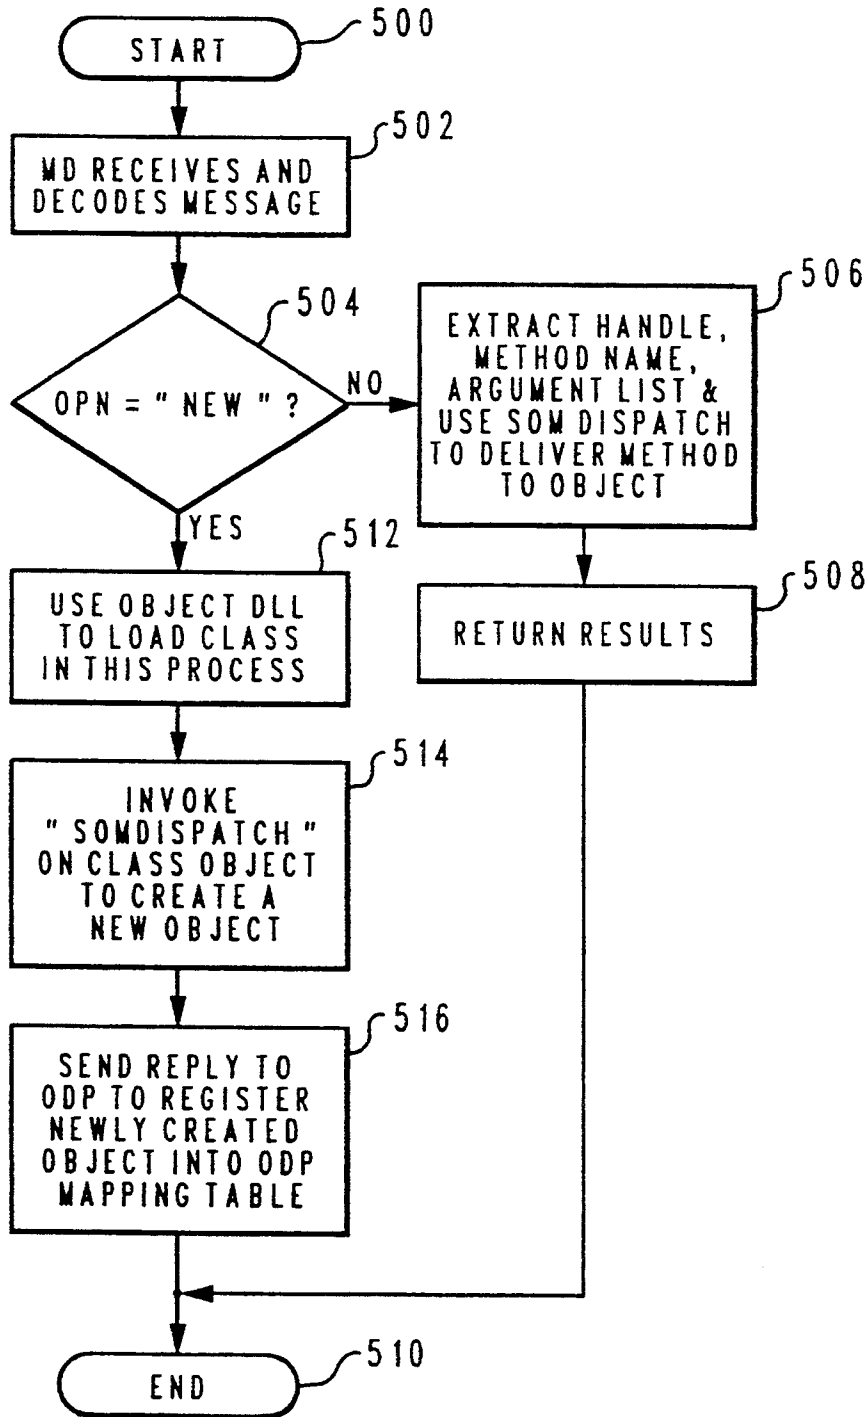 500
START
502
MD RECEIVES AND
DECODES MESSAGE
504
OPN = " NEW " ?
NO
YES
506
EXTRACT HANDLE,
METHOD NAME,
ARGUMENT LIST &
USE SOM DISPATCH
TO DELIVER METHOD
TO OBJECT
508
RETURN RESULTS
512
USE OBJECT DLL
TO LOAD CLASS
IN THIS PROCESS
514
INVOKE
" SOMDISPATCH "
ON CLASS OBJECT
TO CREATE A
NEW OBJECT
516
SEND REPLY TO
ODP TO REGISTER
NEWLY CREATED
OBJECT INTO ODP
MAPPING TABLE
510
END